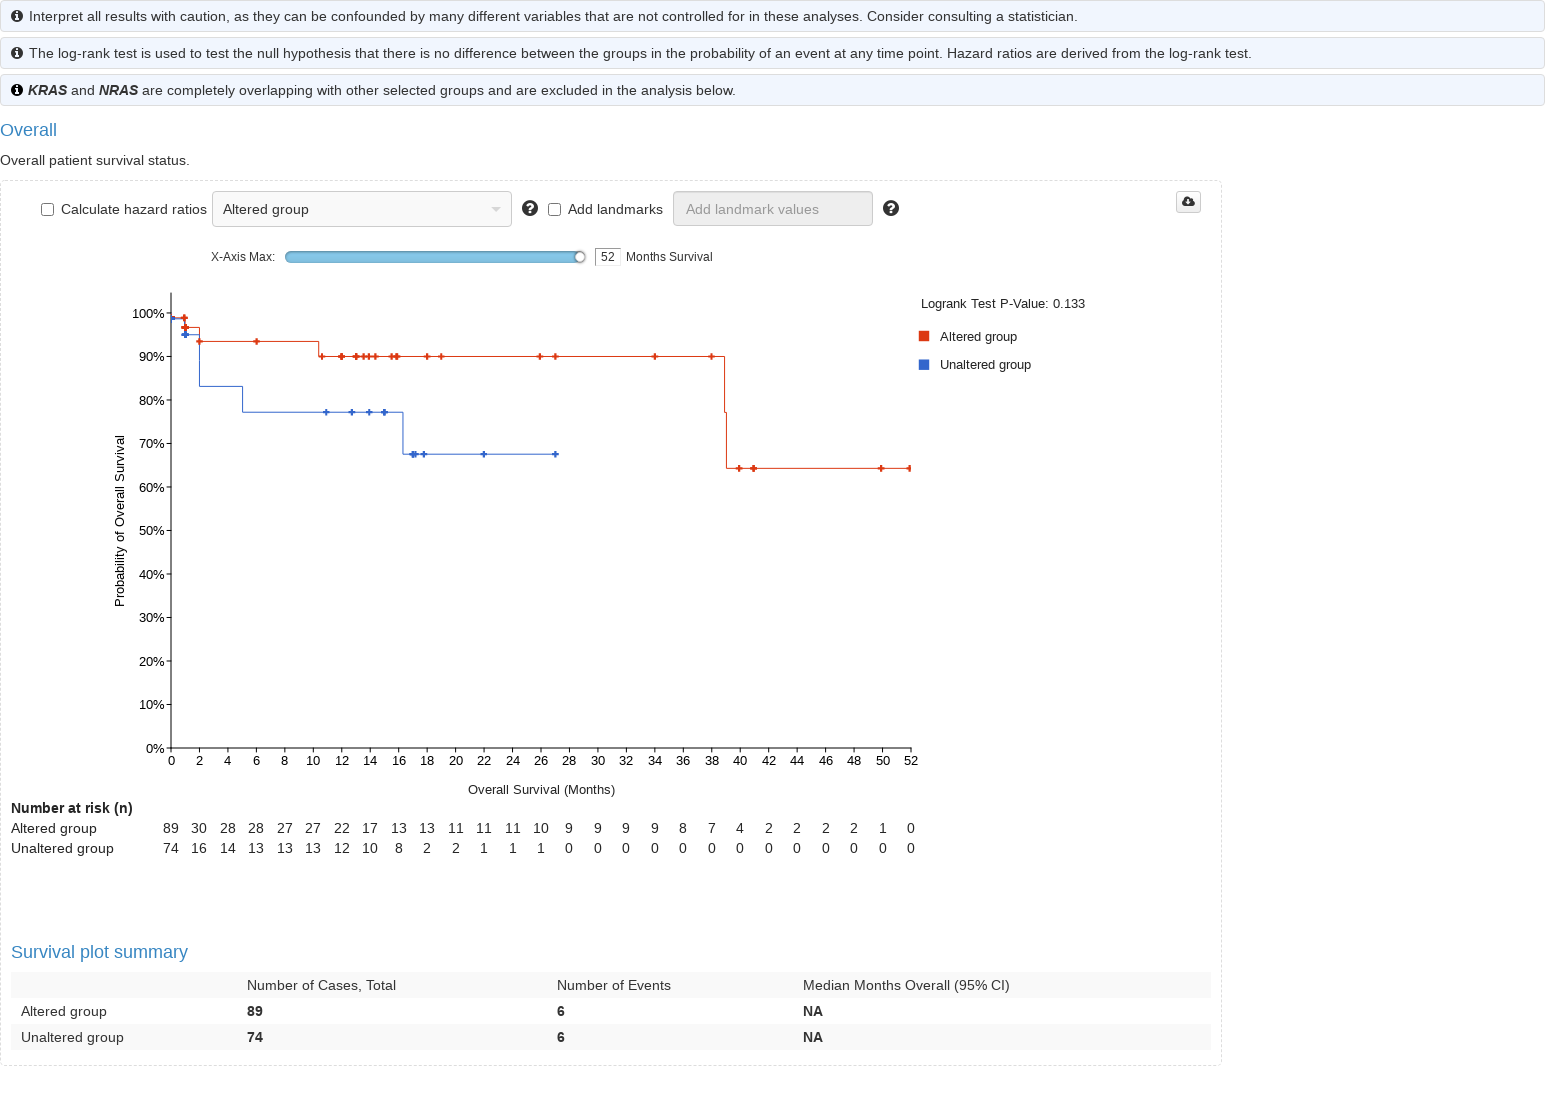 Interpret all results with caution, as they can be confounded by many different variables that are not controlled for in these analyses. Consider consulting a statistician.
The log-rank test is used to test the null hypothesis that there is no difference between the groups in the probability of an event at any time point. Hazard ratios are derived from the log-rank test.
KRAS and NRAS are completely overlapping with other selected groups and are excluded in the analysis below.
Overall
Overall patient survival status.
Calculate hazard ratios Altered group Add landmarks Add landmark values
X-Axis Max: 52 Months Survival
Logrank Test P-Value: 0.133
Altered group
Unaltered group
Probability of Overall Survival
100%
90%
80%
70%
60%
50%
40%
30%
20%
10%
0%
0 2 4 6 8 10 12 14 16 18 20 22 24 26 28 30 32 34 36 38 40 42 44 46 48 50 52
Overall Survival (Months)
Number at risk (n)
Altered group 89 30 28 28 27 27 22 17 13 13 11 11 11 10 9 9 9 9 8 7 4 2 2 2 2 1 0
Unaltered group 74 16 14 13 13 13 12 10 8 2 2 1 1 1 0 0 0 0 0 0 0 0 0 0 0 0 0
Survival plot summary
Number of Cases, Total Number of Events Median Months Overall (95% CI)
Altered group 89 6 NA
Unaltered group 74 6 NA